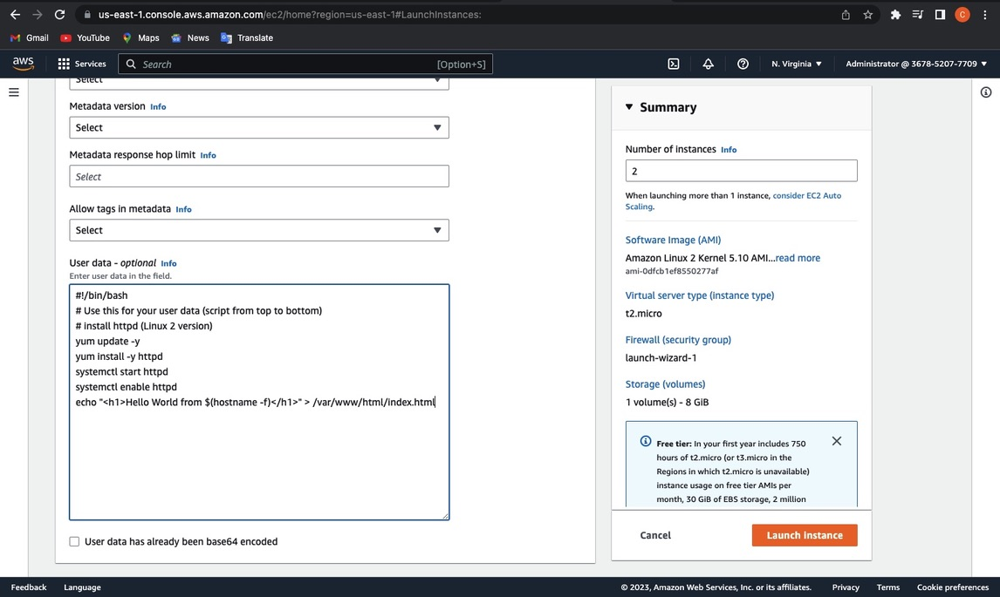 us-east-1.console.aws.amazon.com/ec2/home?region=us-east-1#LaunchInstances:
C
Gmail
YouTube
Maps
News
Translate
aws
Services
Search
[Option+S]
N. Virginia
Administrator @ 3678-5207-7709
Select
Metadata version Info
Select
Metadata response hop limit Info
Select
Allow tags in metadata Info
Select
User data - optional Info
Enter user data in the field.
#!/bin/bash
# Use this for your user data (script from top to bottom)
# install httpd (Linux 2 version)
yum update -y
yum install -y httpd
systemctl start httpd
systemctl enable httpd
echo "<h1>Hello World from $(hostname -f)</h1>" > /var/www/html/index.html
User data has already been base64 encoded
Summary
Number of instances Info
2
When launching more than 1 instance, consider EC2 Auto
Scaling.
Software Image (AMI)
Amazon Linux 2 Kernel 5.10 AMI...read more
ami-0dfcb1ef8550277af
Virtual server type (instance type)
t2.micro
Firewall (security group)
launch-wizard-1
Storage (volumes)
1 volume(s) - 8 GiB
Free tier: In your first year includes 750
hours of t2.micro (or t3.micro in the
Regions in which t2.micro is unavailable)
instance usage on free tier AMIs per
month, 30 GiB of EBS storage, 2 million
Cancel
Launch instance
Feedback
Language
© 2023, Amazon Web Services, Inc. or its affiliates.
Privacy
Terms
Cookie preferences